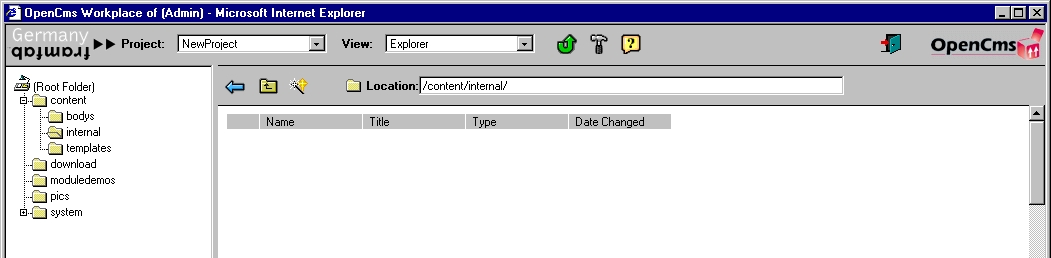 OpenCms Workplace of (Admin) - Microsoft Internet Explorer
Germany
framfab
Project: NewProject View: Explorer
OpenCms
(Root Folder)
content
bodys
internal
templates
download
moduledemos
pics
system
Location: /content/internal/
Name Title Type Date Changed